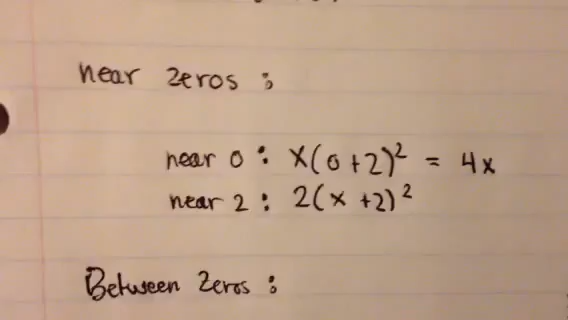 near zeros :
near 0 : x(0+2)² = 4x
near 2 : 2(x+2)²
Between Zeros :